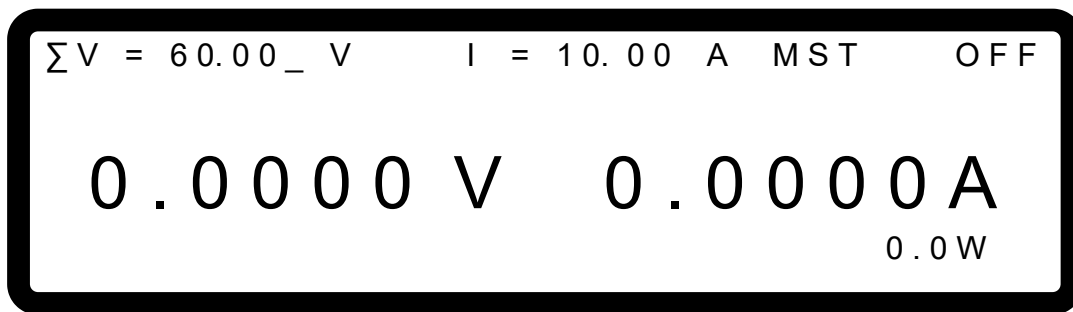 ∑V = 60.00_ V I = 10.00 A MST OFF
0.0000 V 0.0000A
0.0W